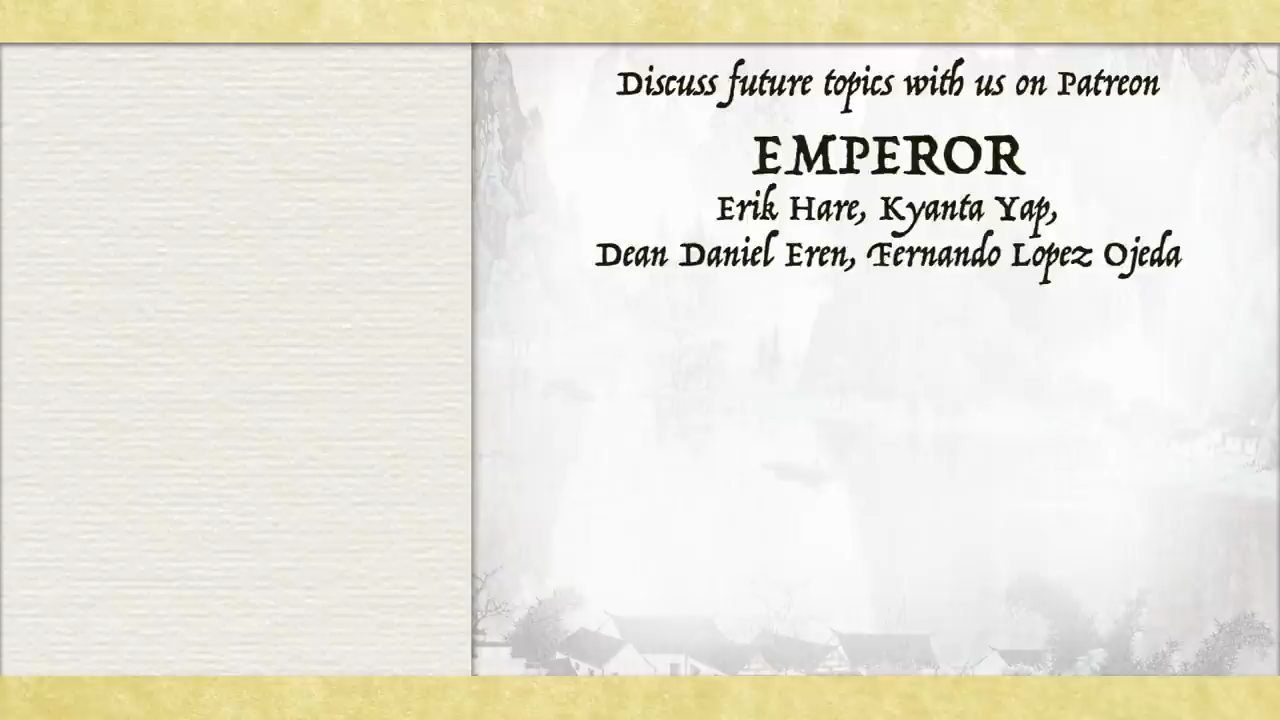 Discuss future topics with us on Patreon
EMPEROR
Erik Hare, Kyanta Yap,
Dean Daniel Eren, Fernando Lopez Ojeda